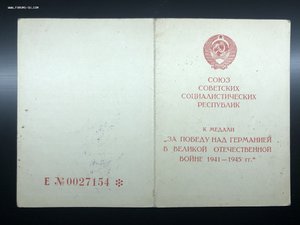 www.forums-su.com
СОЮЗ
СОВЕТСКИХ
СОЦИАЛИСТИЧЕСКИХ
РЕСПУБЛИК
К МЕДАЛИ
"ЗА ПОБЕДУ НАД ГЕРМАНИЕЙ
В ВЕЛИКОЙ ОТЕЧЕСТВЕННОЙ
ВОЙНЕ 1941—1945 гг."
Е № 0027154 *